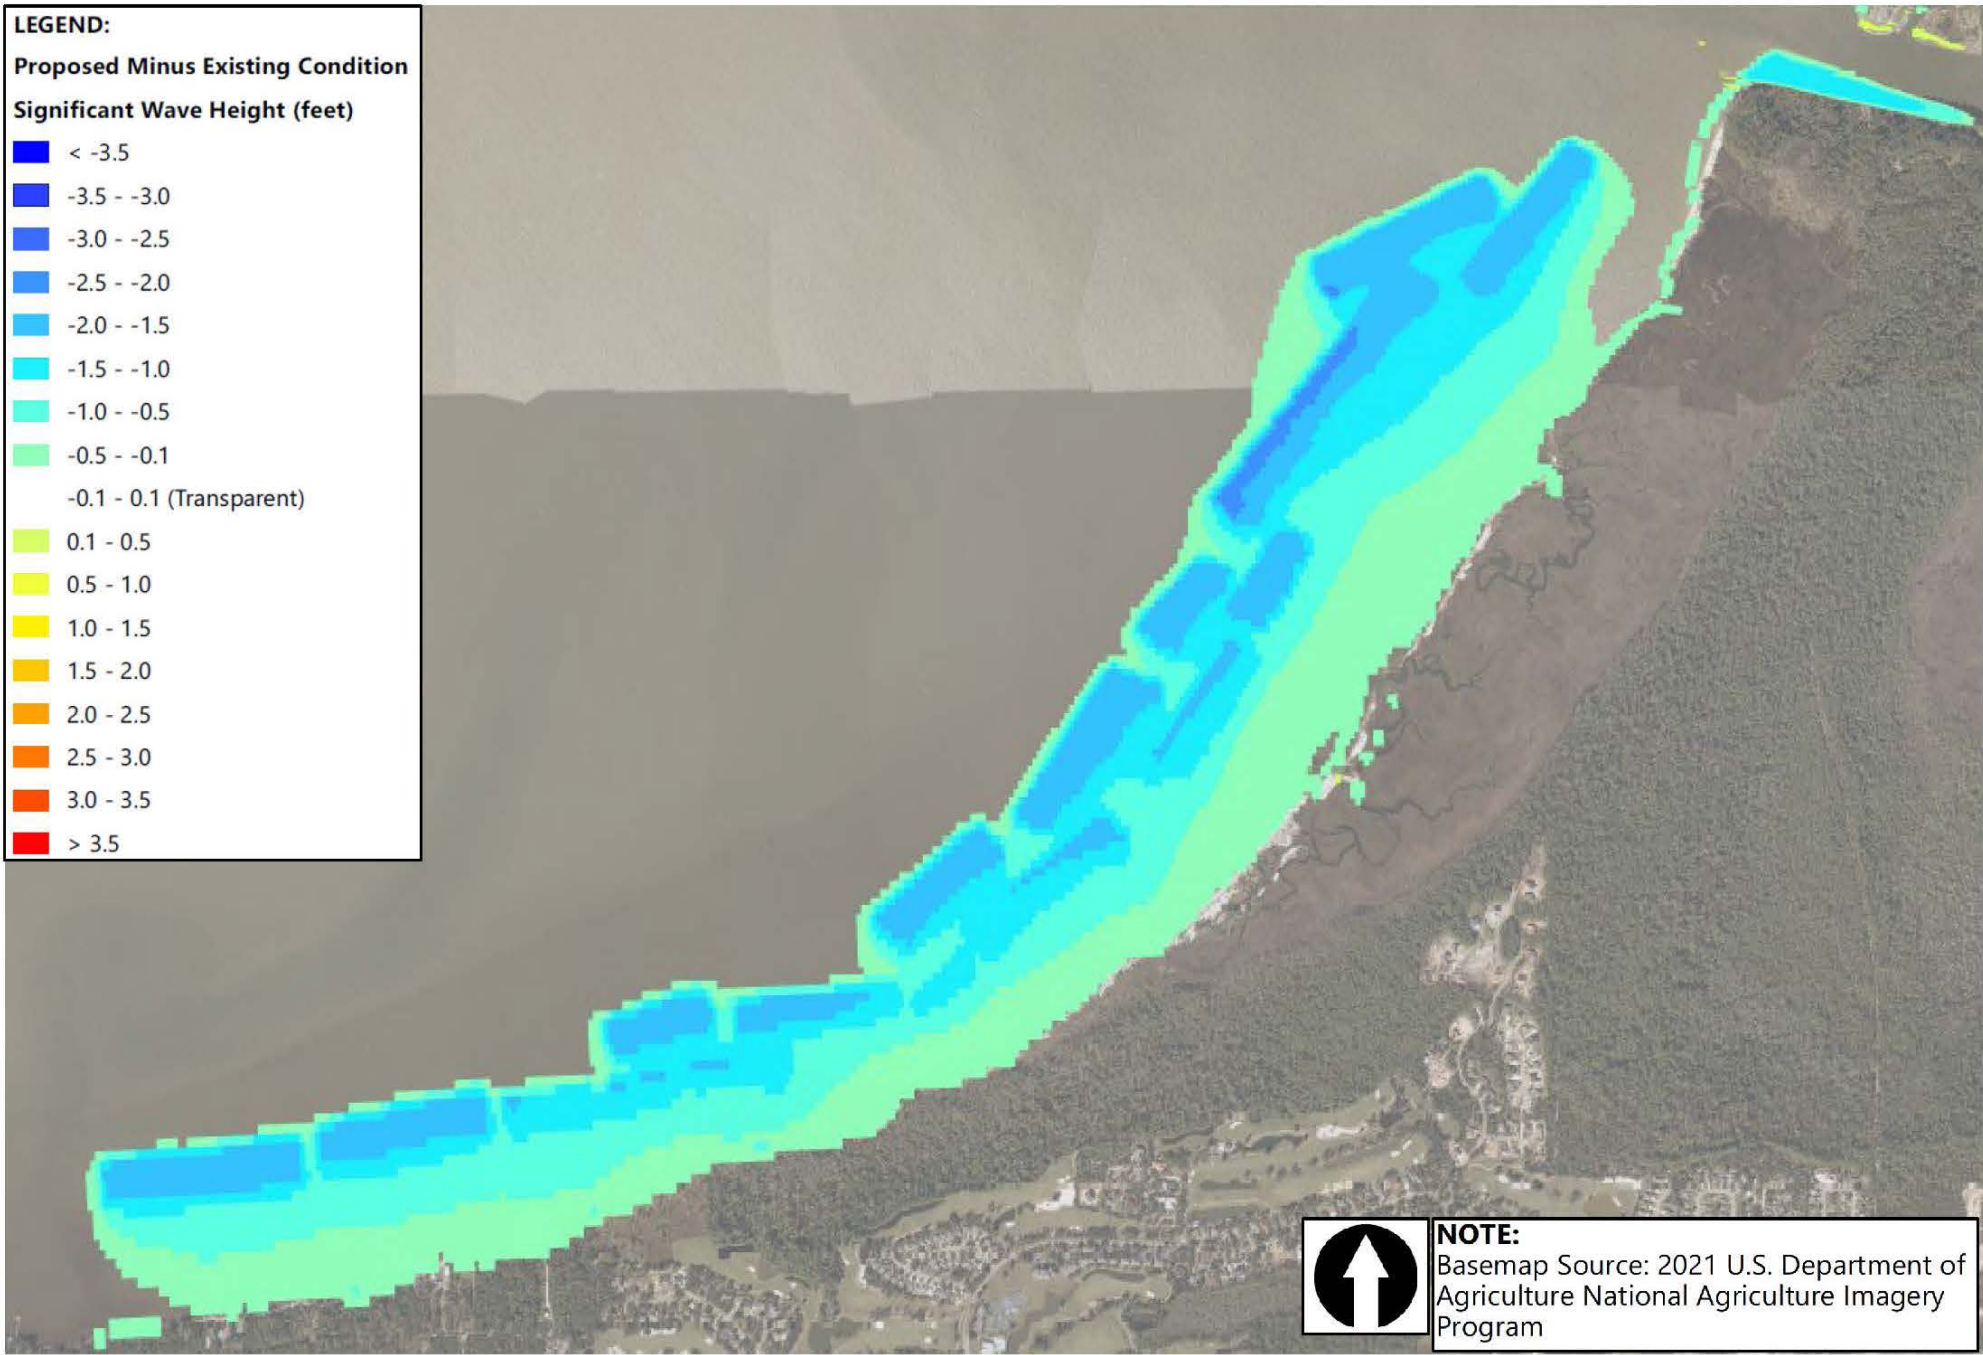 LEGEND:
Proposed Minus Existing Condition
Significant Wave Height (feet)
< -3.5
-3.5 - -3.0
-3.0 - -2.5
-2.5 - -2.0
-2.0 - -1.5
-1.5 - -1.0
-1.0 - -0.5
-0.5 - -0.1
-0.1 - 0.1 (Transparent)
0.1 - 0.5
0.5 - 1.0
1.0 - 1.5
1.5 - 2.0
2.0 - 2.5
2.5 - 3.0
3.0 - 3.5
> 3.5
NOTE:
Basemap Source: 2021 U.S. Department of
Agriculture National Agriculture Imagery
Program